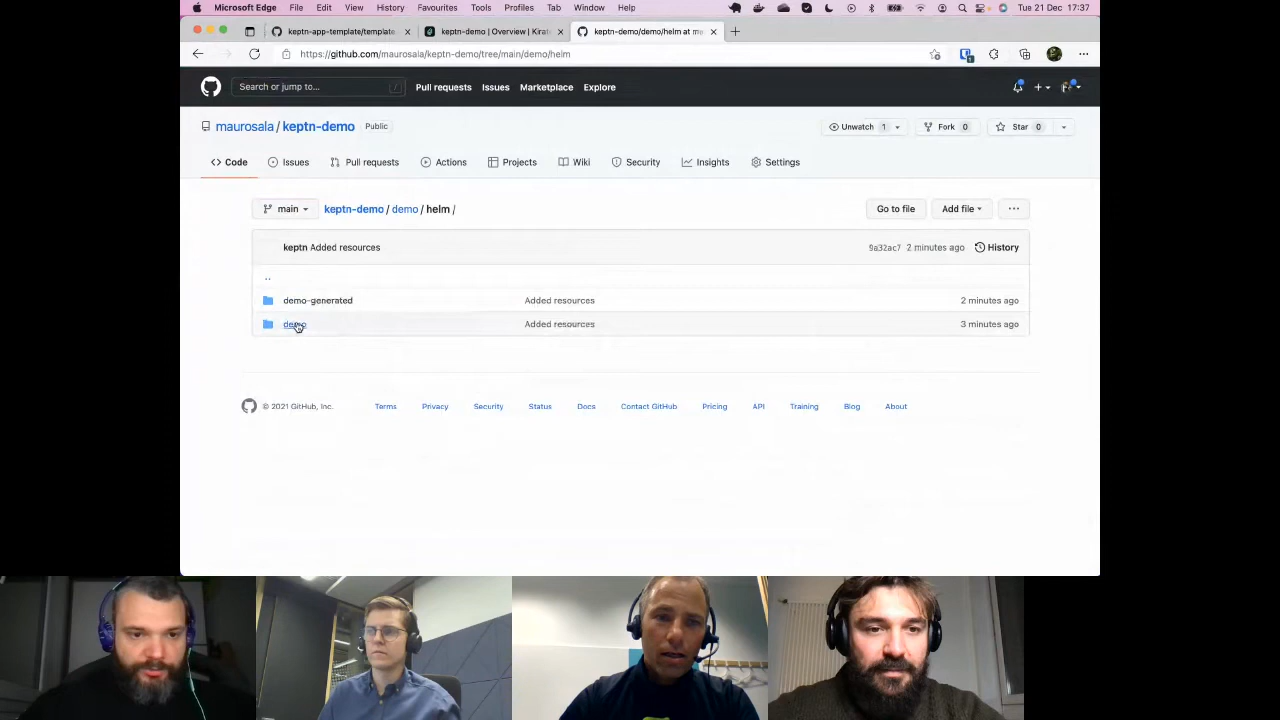 Microsoft Edge File Edit View History Favourites Tools Profiles Tab Window Help Tue 21 Dec 17:37
keptn-app-template/template
keptn-demo | Overview | Kirat
keptn-demo/demo/helm at m
https://github.com/maurosala/keptn-demo/tree/main/demo/helm
Search or jump to... / Pull requests Issues Marketplace Explore
maurosala / keptn-demo Public Unwatch 1 Fork 0 Star 0
Code Issues Pull requests Actions Projects Wiki Security Insights Settings
main keptn-demo / demo / helm / Go to file Add file ...
keptn Added resources 9a32ac7 2 minutes ago History
..
demo-generated Added resources 2 minutes ago
demo Added resources 3 minutes ago
© 2021 GitHub, Inc. Terms Privacy Security Status Docs Contact GitHub Pricing API Training Blog About